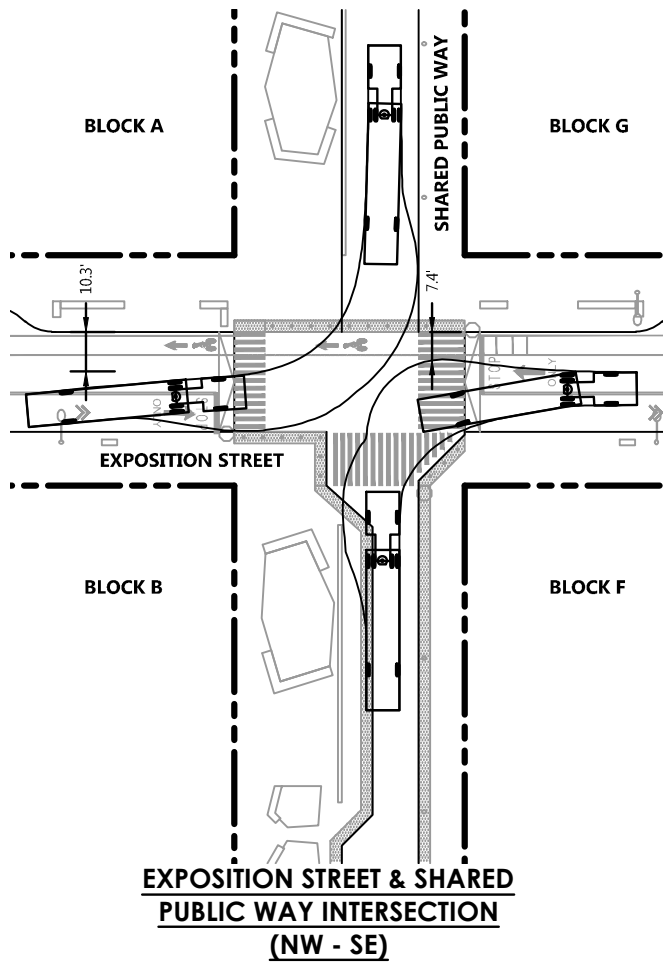 BLOCK A
SHARED PUBLIC WAY
BLOCK G
10.3'
7.4'
STOP
ONLY
ONLY
EXPOSITION STREET
BLOCK B
BLOCK F
EXPOSITION STREET & SHARED
PUBLIC WAY INTERSECTION
(NW - SE)